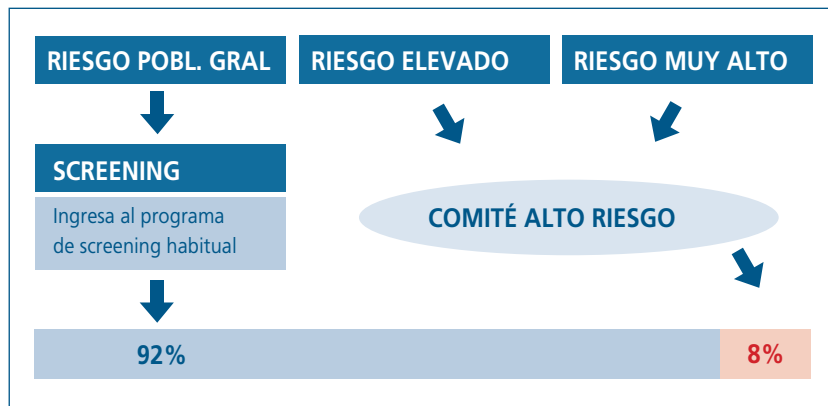 RIESGO POBL. GRAL
RIESGO ELEVADO
RIESGO MUY ALTO
SCREENING
Ingresa al programa
de screening habitual
COMITÉ ALTO RIESGO
92%
8%